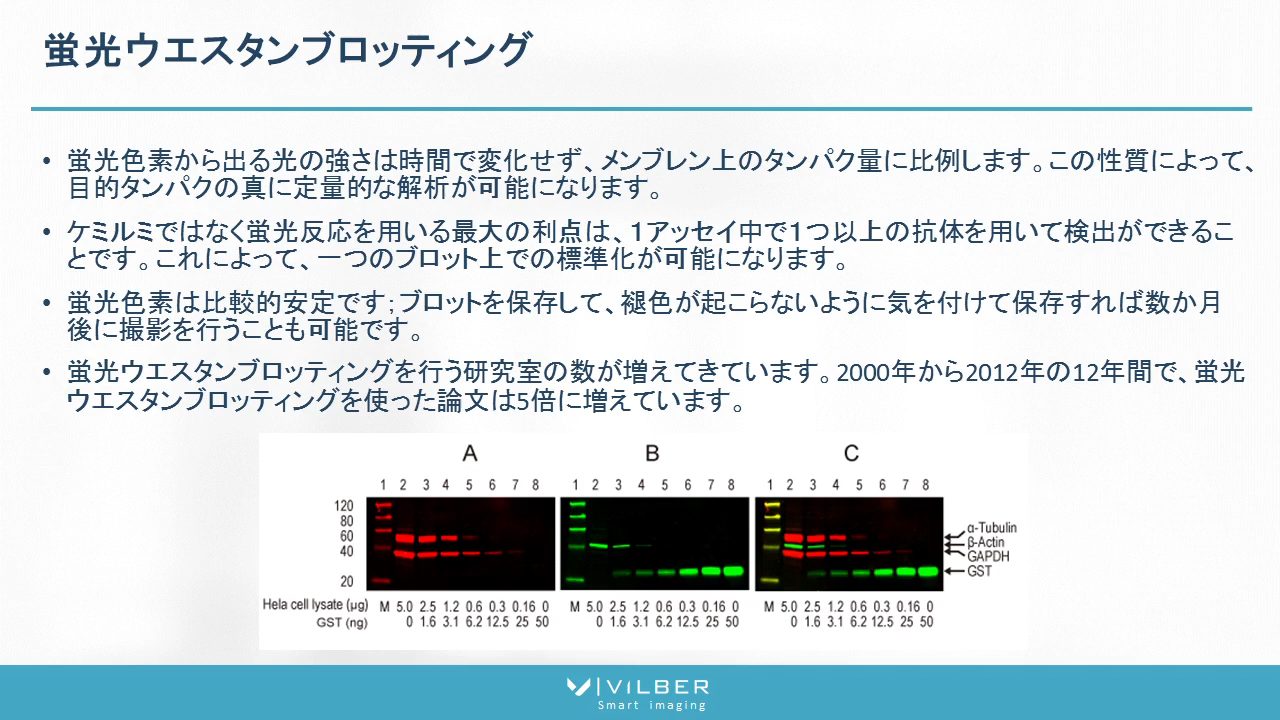 蛍光ウエスタンブロッティング
• 蛍光色素から出る光の強さは時間で変化せず、メンブレン上のタンパク量に比例します。この性質によって、
目的タンパクの真に定量的な解析が可能になります。
• ケミルミではなく蛍光反応を用いる最大の利点は、1アッセイ中で1つ以上の抗体を用いて検出ができるこ
とです。これによって、一つのブロット上での標準化が可能になります。
• 蛍光色素は比較的安定です；ブロットを保存して、褪色が起こらないように気を付けて保存すれば数か月
後に撮影を行うことも可能です。
• 蛍光ウエスタンブロッティングを行う研究室の数が増えてきています。2000年から2012年の12年間で、蛍光
ウエスタンブロッティングを使った論文は5倍に増えています。
A B C
1 2 3 4 5 6 7 8 1 2 3 4 5 6 7 8 1 2 3 4 5 6 7 8
120
80
60
40
20
α-Tubulin
β-Actin
GAPDH
GST
Hela cell lysate (µg) M 5.0 2.5 1.2 0.6 0.3 0.16 0 M 5.0 2.5 1.2 0.6 0.3 0.16 0 M 5.0 2.5 1.2 0.6 0.3 0.16 0
GST (ng) 0 1.6 3.1 6.2 12.5 25 50 0 1.6 3.1 6.2 12.5 25 50 0 1.6 3.1 6.2 12.5 25 50
VILBER
Smart imaging